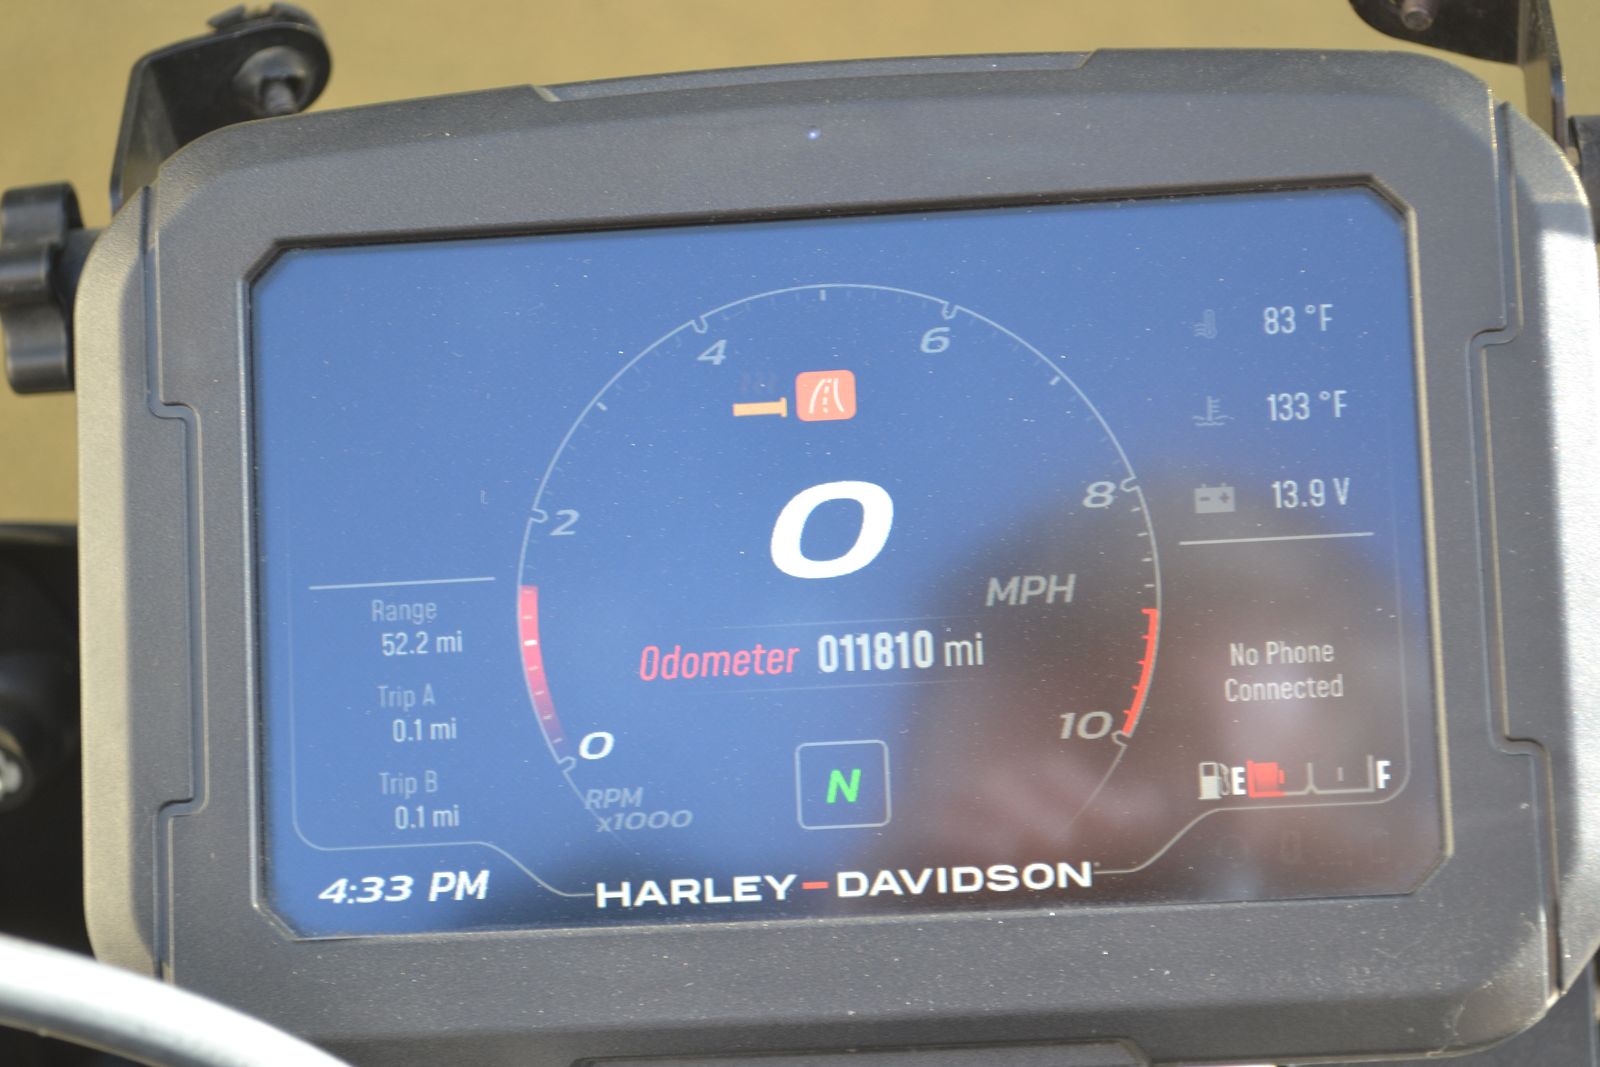 4
6
83 °F
133 °F
2
0
8
13.9 V
MPH
Range
52.2 mi
Odometer 011810 mi
No Phone
Connected
Trip A
0.1 mi
0
10
Trip B
0.1 mi
RPM
x1000
N
E F
4:33 PM
HARLEY-DAVIDSON